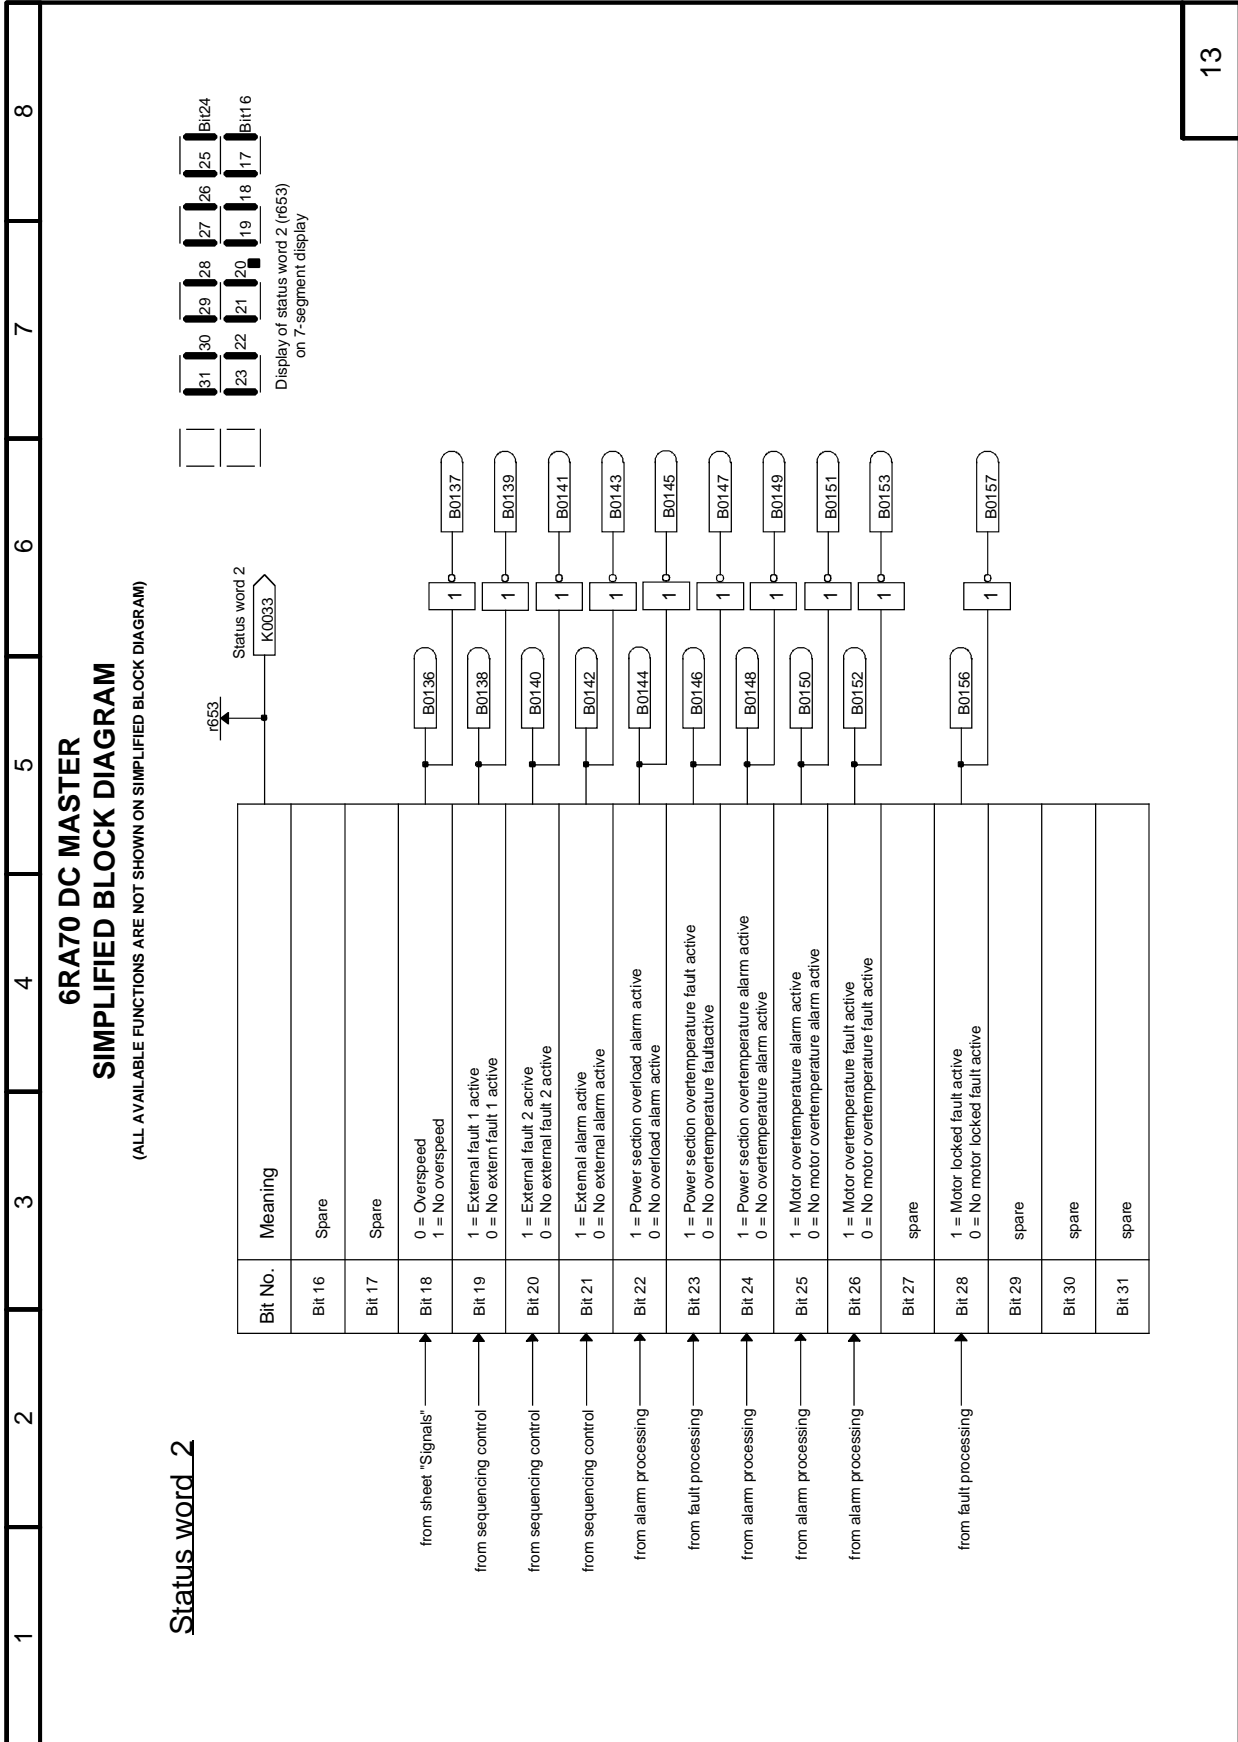 1 2 3 4 5 6 7 8
6RA70 DC MASTER
SIMPLIFIED BLOCK DIAGRAM
(ALL AVAILABLE FUNCTIONS ARE NOT SHOWN ON SIMPLIFIED BLOCK DIAGRAM)
Status word 2
31 30 29 28 27 26 25 Bit24
23 22 21 20 19 18 17 Bit16
Display of status word 2 (r653)
on 7-segment display
r653
Status word 2
K0033
Bit No. Meaning
Bit 16 Spare
Bit 17 Spare
from sheet "Signals" Bit 18 0 = Overspeed
1 = No overspeed
B0136 1 B0137
from sequencing control Bit 19 1 = External fault 1 active
0 = No extern fault 1 active
B0138 1 B0139
from sequencing control Bit 20 1 = External fault 2 acrive
0 = No external fault 2 active
B0140 1 B0141
from sequencing control Bit 21 1 = External alarm active
0 = No external alarm active
B0142 1 B0143
from alarm processing Bit 22 1 = Power section overload alarm active
0 = No overload alarm active
B0144 1 B0145
from fault processing Bit 23 1 = Power section overtemperature fault active
0 = No overtemperature faultactive
B0146 1 B0147
from alarm processing Bit 24 1 = Power section overtemperature alarm active
0 = No overtemperature alarm active
B0148 1 B0149
from alarm processing Bit 25 1 = Motor overtemperature alarm active
0 = No motor overtemperature alarm active
B0150 1 B0151
from alarm processing Bit 26 1 = Motor overtemperature fault active
0 = No motor overtemperature fault active
B0152 1 B0153
Bit 27 spare
from fault processing Bit 28 1 = Motor locked fault active
0 = No motor locked fault active
B0156 1 B0157
Bit 29 spare
Bit 30 spare
Bit 31 spare
13